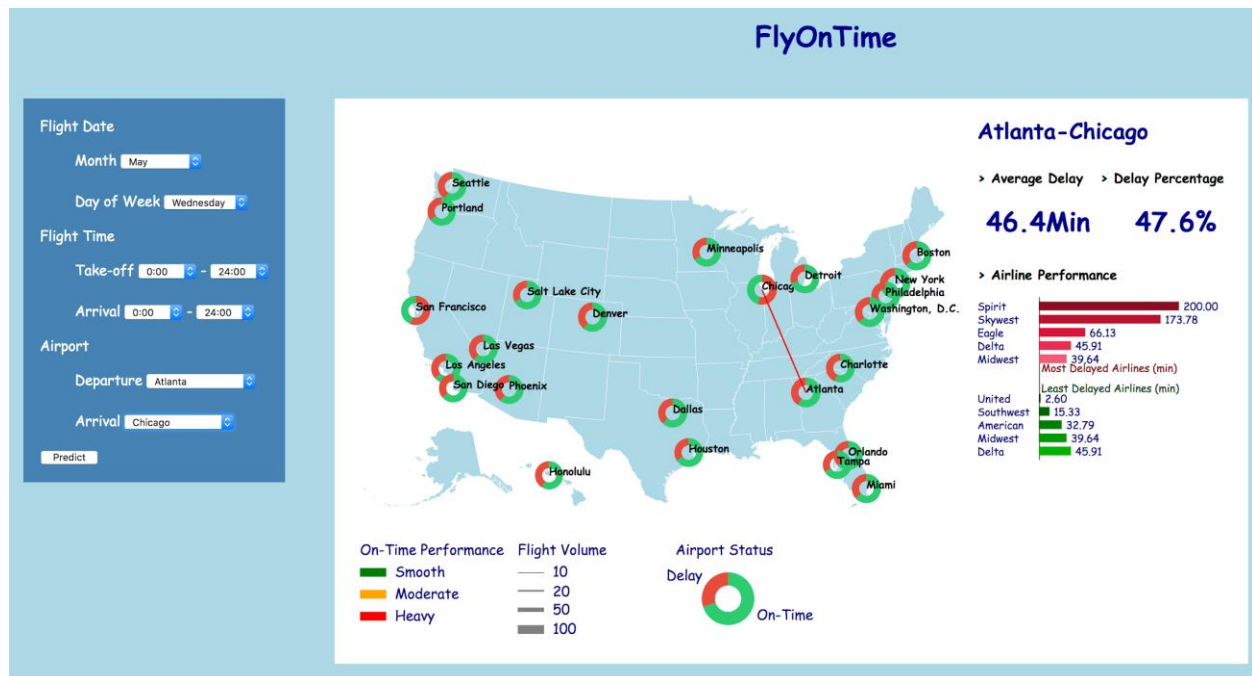 FlyOnTime
Flight Date
Month May
Day of Week Wednesday
Flight Time
Take-off 0:00 - 24:00
Arrival 0:00 - 24:00
Airport
Departure Atlanta
Arrival Chicago
Predict
Seattle
Portland
Minneapolis
Boston
Detroit
New York
Chicag
Philadelphia
Salt Lake City
San Francisco
Washington, D.C.
Denver
Las Vegas
Los Angeles
Charlotte
San Diego
Phoenix
Atlanta
Dallas
Houston
Orlando
Tampa
Honolulu
Miami
On-Time Performance
Smooth
Moderate
Heavy
Flight Volume
10
20
50
100
Airport Status
Delay
On-Time
Atlanta-Chicago
> Average Delay > Delay Percentage
46.4Min 47.6%
> Airline Performance
Spirit 200.00
Skywest 173.78
Eagle 66.13
Delta 45.91
Midwest 39.64
Most Delayed Airlines (min)
Least Delayed Airlines (min)
United 2.60
Southwest 15.33
American 32.79
Midwest 39.64
Delta 45.91